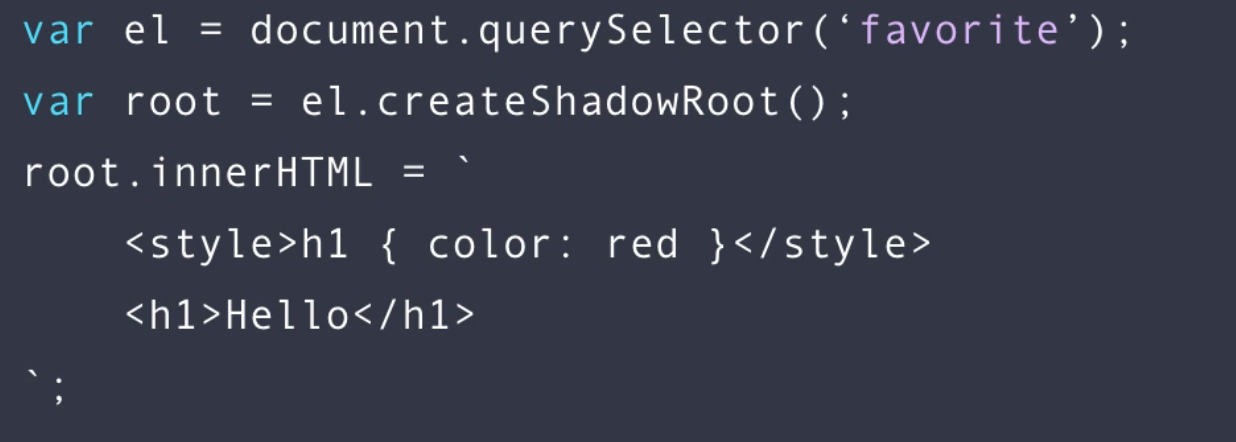 var el = document.querySelector(‘favorite’);
var root = el.createShadowRoot();
root.innerHTML = `
    <style>h1 { color: red }</style>
    <h1>Hello</h1>
`;